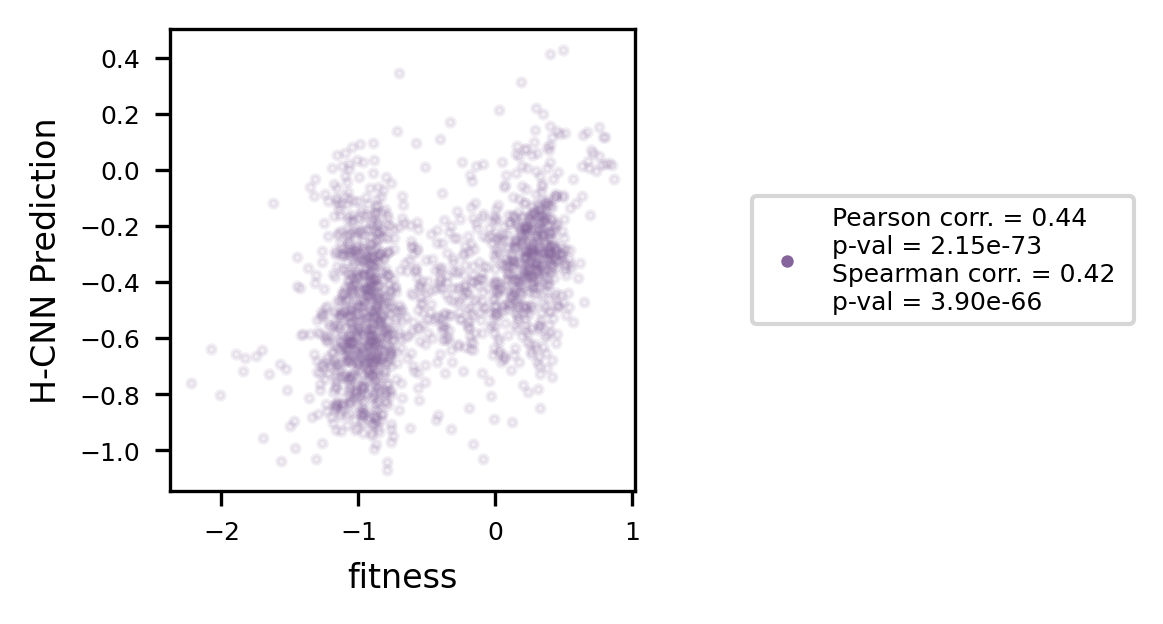 0.4
0.2
0.0
−0.2
−0.4
−0.6
−0.8
−1.0
H-CNN Prediction
−2
−1
0
1
fitness
Pearson corr. = 0.44
p-val = 2.15e-73
Spearman corr. = 0.42
p-val = 3.90e-66